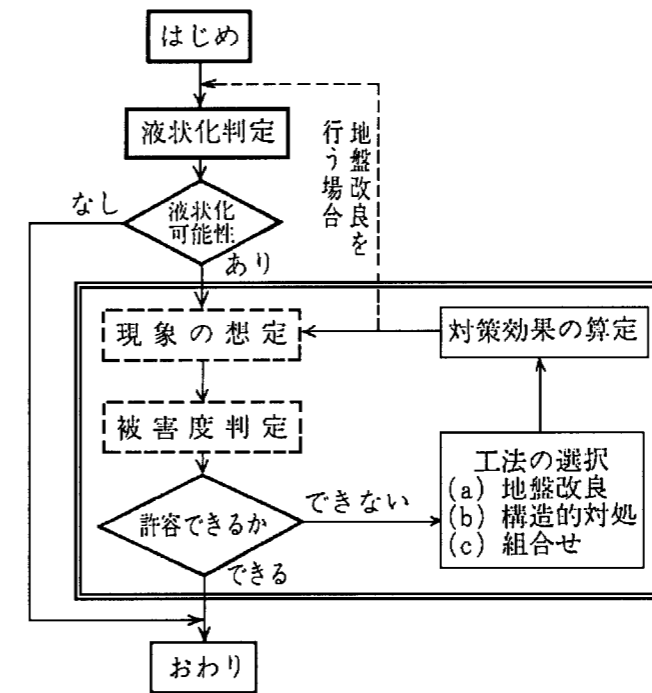 はじめ
液状化判定
地盤改良を
行う場合
なし
液状化
可能性
あり
現象の想定
対策効果の算定
被害度判定
工法の選択
(a) 地盤改良
(b) 構造的対処
(c) 組合せ
許容できるか
できない
できる
おわり